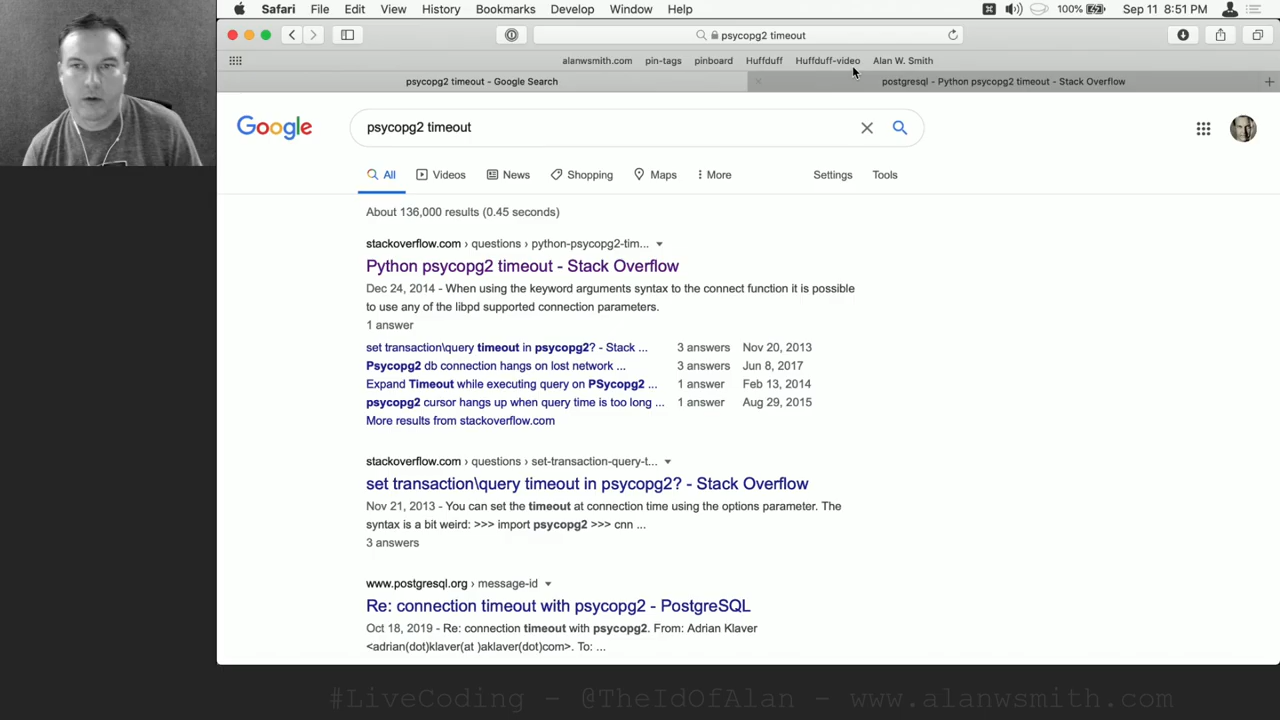 Safari File Edit View History Bookmarks Develop Window Help 100% Sep 11 8:51 PM
psycopg2 timeout
alanwsmith.com pin-tags pinboard Huffduff Huffduff-video Alan W. Smith
psycopg2 timeout - Google Search postgresql - Python psycopg2 timeout - Stack Overflow
Google psycopg2 timeout
All Videos News Shopping Maps More Settings Tools
About 136,000 results (0.45 seconds)
stackoverflow.com › questions › python-psycopg2-tim...
Python psycopg2 timeout - Stack Overflow
Dec 24, 2014 - When using the keyword arguments syntax to the connect function it is possible
to use any of the libpd supported connection parameters.
1 answer
set transaction\query timeout in psycopg2? - Stack ... 3 answers Nov 20, 2013
Psycopg2 db connection hangs on lost network ... 3 answers Jun 8, 2017
Expand Timeout while executing query on PSycopg2 ... 1 answer Feb 13, 2014
psycopg2 cursor hangs up when query time is too long ... 1 answer Aug 29, 2015
More results from stackoverflow.com
stackoverflow.com › questions › set-transaction-query-t...
set transaction\query timeout in psycopg2? - Stack Overflow
Nov 21, 2013 - You can set the timeout at connection time using the options parameter. The
syntax is a bit weird: >>> import psycopg2 >>> cnn ...
3 answers
www.postgresql.org › message-id
Re: connection timeout with psycopg2 - PostgreSQL
Oct 18, 2019 - Re: connection timeout with psycopg2. From: Adrian Klaver
<adrian(dot)klaver(at )aklaver(dot)com>. To: ...
#LiveCoding - @TheIdOfAlan - www.alanwsmith.com